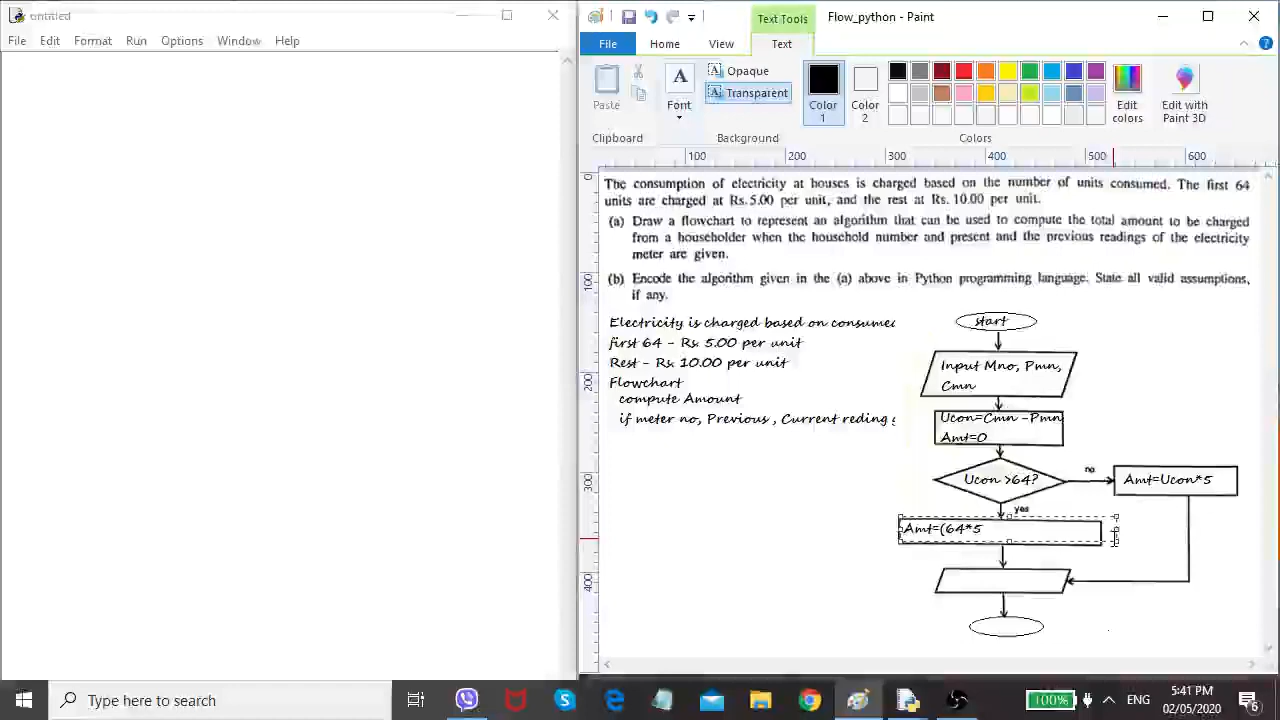 untitled
File Edit Format Run Options Window Help
Text Tools
Flow_python - Paint
File Home View Text
Paste
Font
Opaque
Transparent
Color 1
Color 2
Edit colors
Edit with Paint 3D
Clipboard
Background
Colors
100 200 300 400 500 600
0
100
200
300
400
The consumption of electricity at houses is charged based on the number of units consumed. The first 64
units are charged at Rs.5.00 per unit, and the rest at Rs. 10.00 per unit.
(a) Draw a flowchart to represent an algorithm that can be used to compute the total amount to be charged
from a householder when the household number and present and the previous readings of the electricity
meter are given.
(b) Encode the algorithm given in the (a) above in Python programming language. State all valid assumptions,
if any.
Electricity is charged based on consumed
first 64 - Rs. 5.00 per unit
Rest - Rs. 10.00 per unit
Flowchart
compute Amount
if meter no, Previous , Current reding
start
Input Mno, Pmn,
Cmn
Ucon=Cmn -Pmn
Amt=0
Ucon >64?
no
Amt=Ucon*5
yes
Amt=(64*5
Type here to search
100%
ENG
5:41 PM
02/05/2020
6